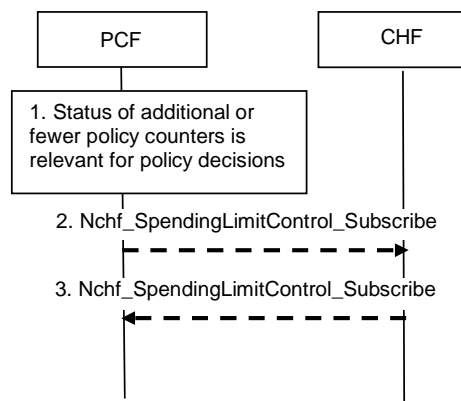 PCF
CHF
1. Status of additional or
fewer policy counters is
relevant for policy decisions
2. Nchf_SpendingLimitControl_Subscribe
3. Nchf_SpendingLimitControl_Subscribe